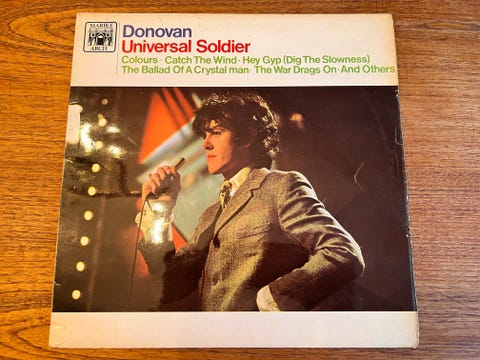 MARBLE
ARCH
Donovan
Universal Soldier
Colours · Catch The Wind · Hey Gyp (Dig The Slowness)
The Ballad Of A Crystal man · The War Drags On · And Others